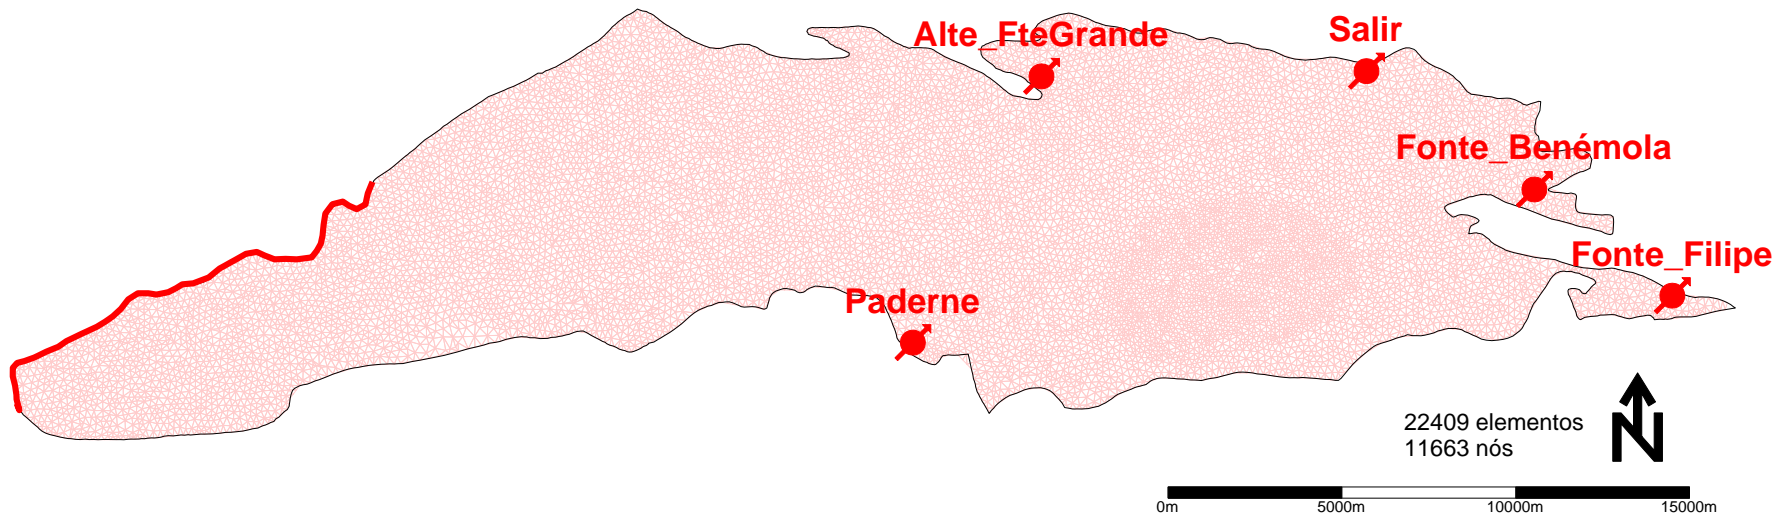 Alte_FteGrande
Salir
Fonte_Benémola
Fonte_Filipe
Paderne
22409 elementos
11663 nós
N
0m 5000m 10000m 15000m